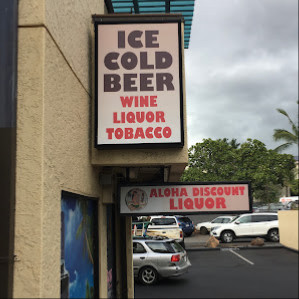 ICE
COLD
BEER
WINE
LIQUOR
TOBACCO
ALOHA DISCOUNT
LIQUOR